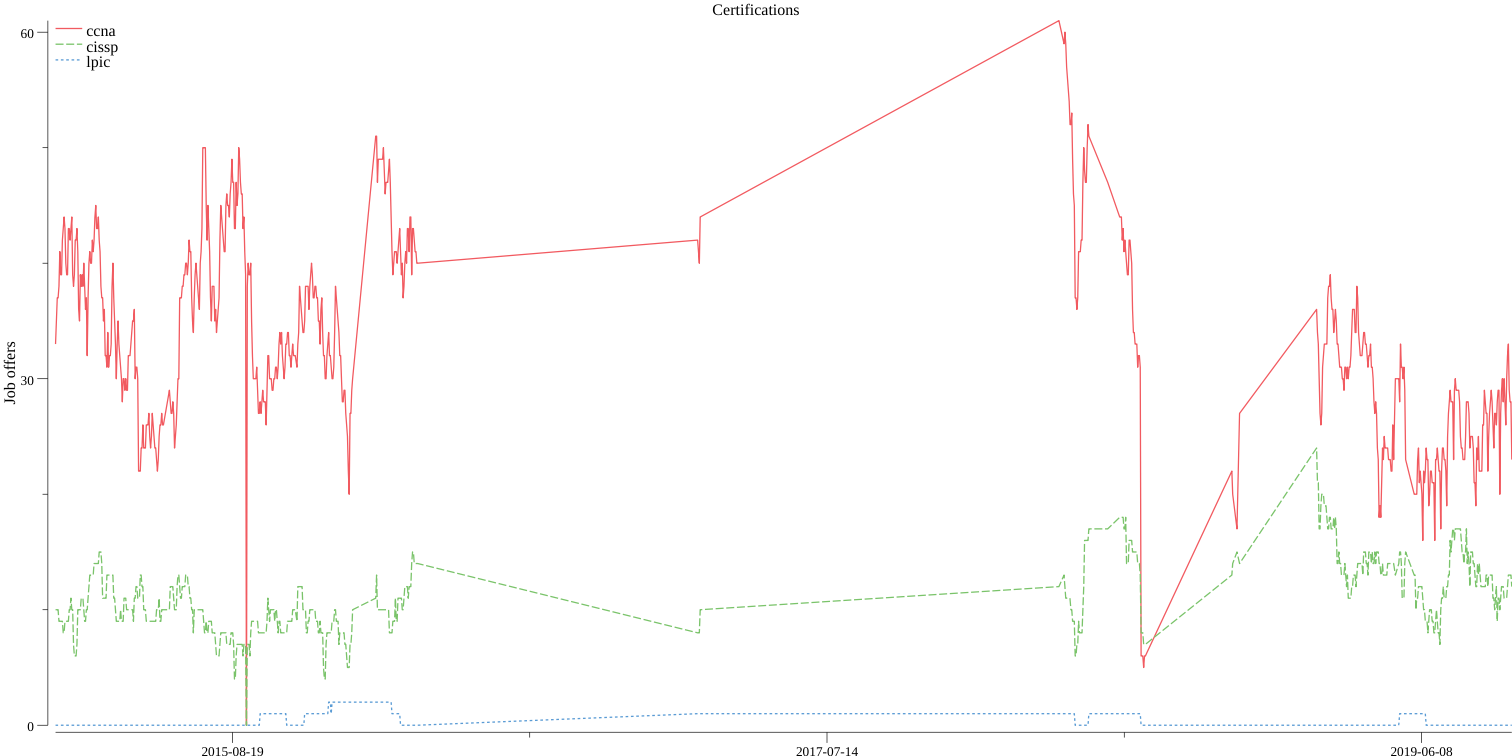 Certifications
60
ccna
cissp
lpic
Job offers
30
0
2015-08-19
2017-07-14
2019-06-08